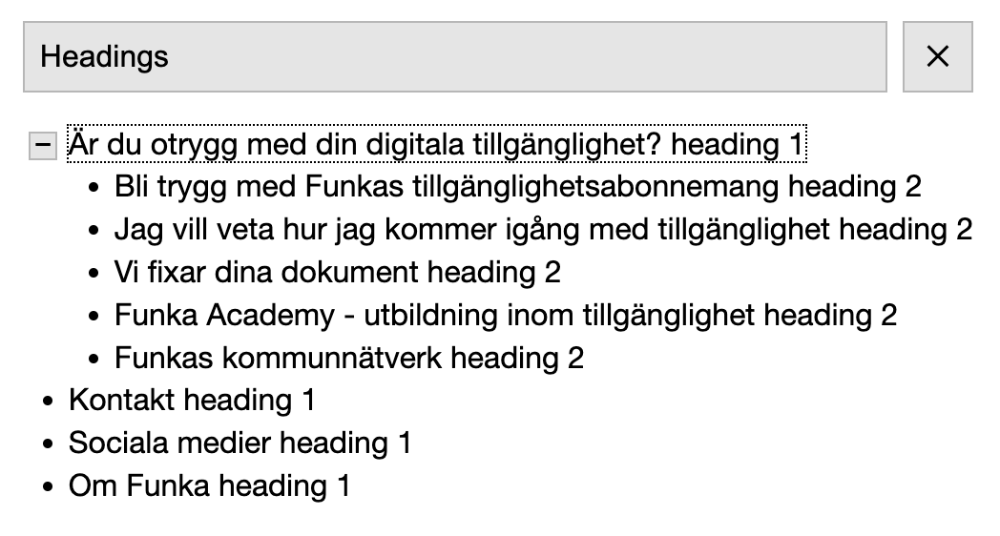 Headings
Är du otrygg med din digitala tillgänglighet? heading 1
Bli trygg med Funkas tillgänglighetsabonnemang heading 2
Jag vill veta hur jag kommer igång med tillgänglighet heading 2
Vi fixar dina dokument heading 2
Funka Academy - utbildning inom tillgänglighet heading 2
Funkas kommunnätverk heading 2
Kontakt heading 1
Sociala medier heading 1
Om Funka heading 1